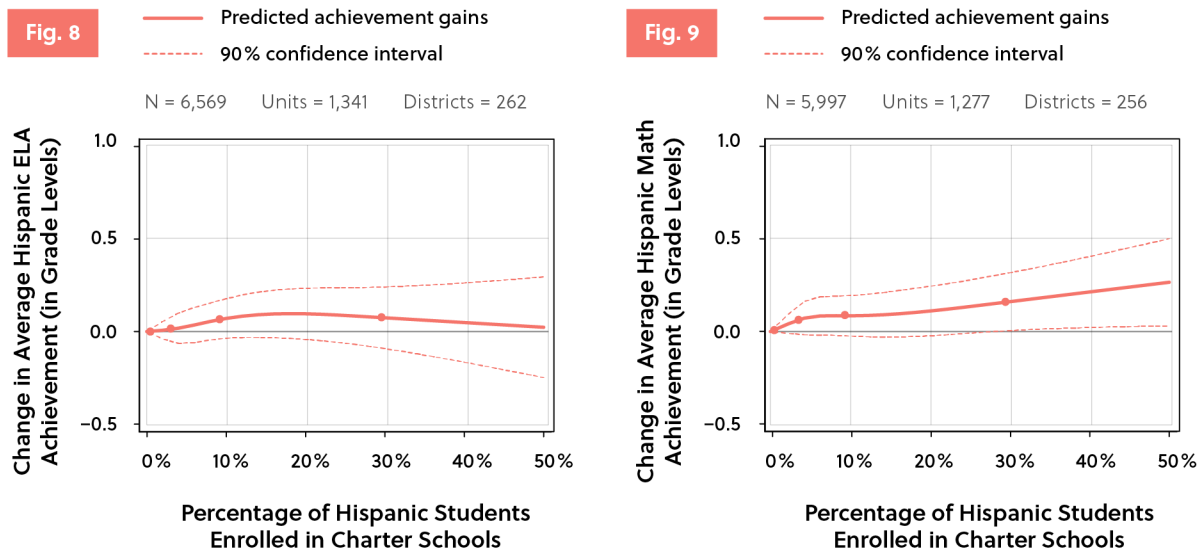 Fig. 8
Predicted achievement gains
90% confidence interval
N = 6,569 Units = 1,341 Districts = 262
Change in Average Hispanic ELA
Achievement (in Grade Levels)
1.0
0.5
0.0
−0.5
0% 10% 20% 30% 40% 50%
Percentage of Hispanic Students
Enrolled in Charter Schools
Fig. 9
Predicted achievement gains
90% confidence interval
N = 5,997 Units = 1,277 Districts = 256
Change in Average Hispanic Math
Achievement (in Grade Levels)
1.0
0.5
0.0
−0.5
0% 10% 20% 30% 40% 50%
Percentage of Hispanic Students
Enrolled in Charter Schools